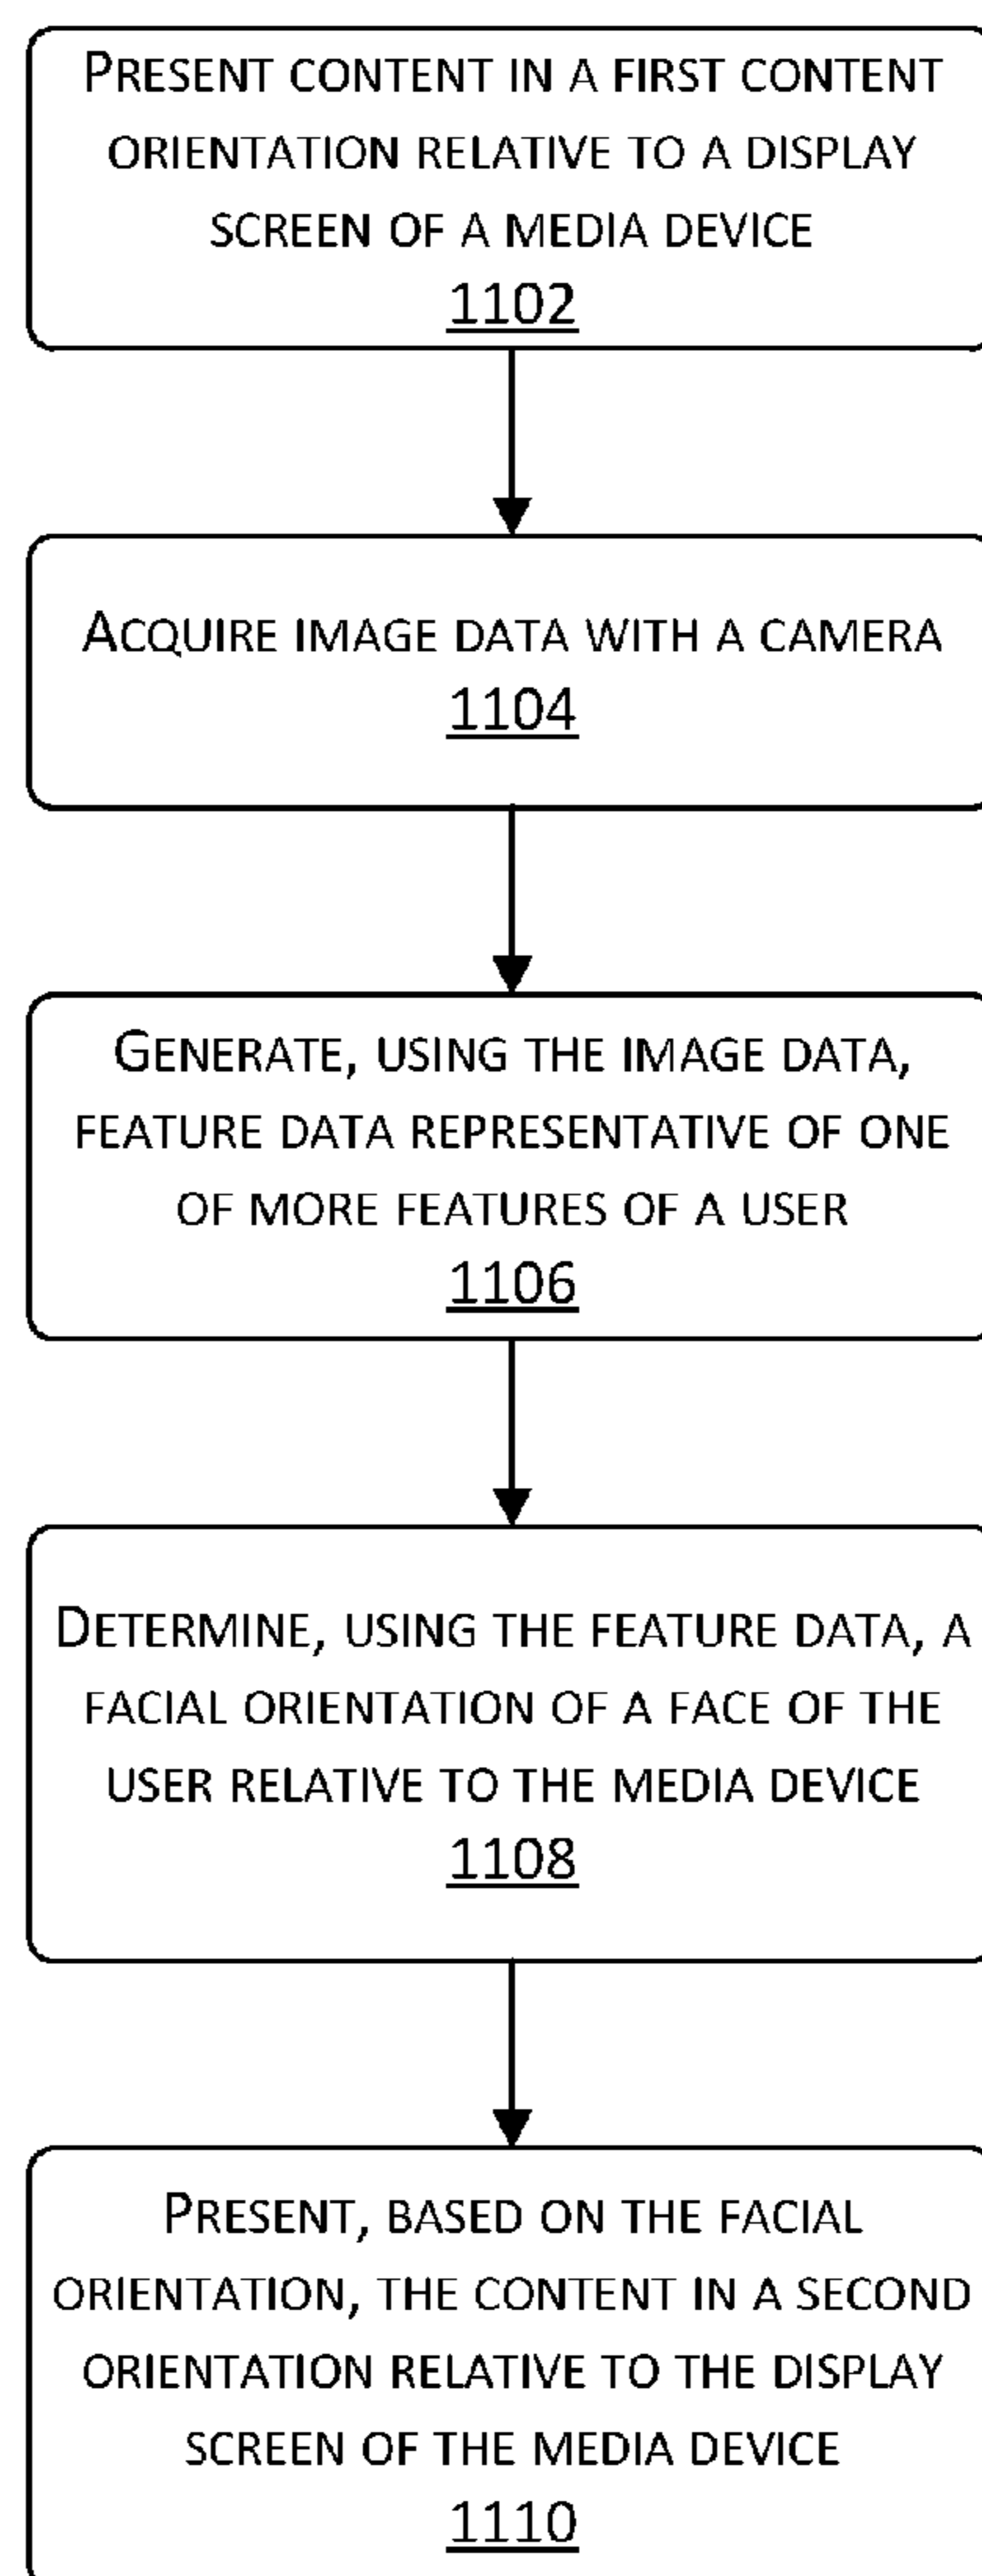 PRESENT CONTENT IN A FIRST CONTENT
ORIENTATION RELATIVE TO A DISPLAY
SCREEN OF A MEDIA DEVICE
1102
ACQUIRE IMAGE DATA WITH A CAMERA
1104
GENERATE, USING THE IMAGE DATA,
FEATURE DATA REPRESENTATIVE OF ONE
OF MORE FEATURES OF A USER
1106
DETERMINE, USING THE FEATURE DATA, A
FACIAL ORIENTATION OF A FACE OF THE
USER RELATIVE TO THE MEDIA DEVICE
1108
PRESENT, BASED ON THE FACIAL
ORIENTATION, THE CONTENT IN A SECOND
ORIENTATION RELATIVE TO THE DISPLAY
SCREEN OF THE MEDIA DEVICE
1110